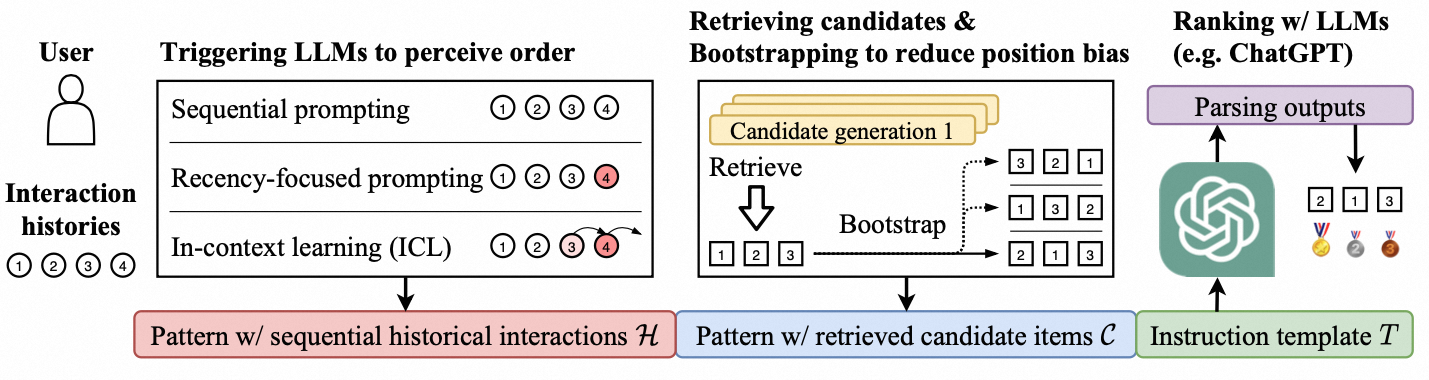 User
Interaction
histories
1 2 3 4
Triggering LLMs to perceive order
Sequential prompting 1 2 3 4
Recency-focused prompting 1 2 3 4
In-context learning (ICL) 1 2 3 4
Pattern w/ sequential historical interactions ℋ
Retrieving candidates &
Bootstrapping to reduce position bias
Candidate generation 1
Retrieve
1 2 3
Bootstrap
3 2 1
1 3 2
2 1 3
Pattern w/ retrieved candidate items 𝒞
Ranking w/ LLMs
(e.g. ChatGPT)
Parsing outputs
2 1 3
1 2 3
Instruction template T